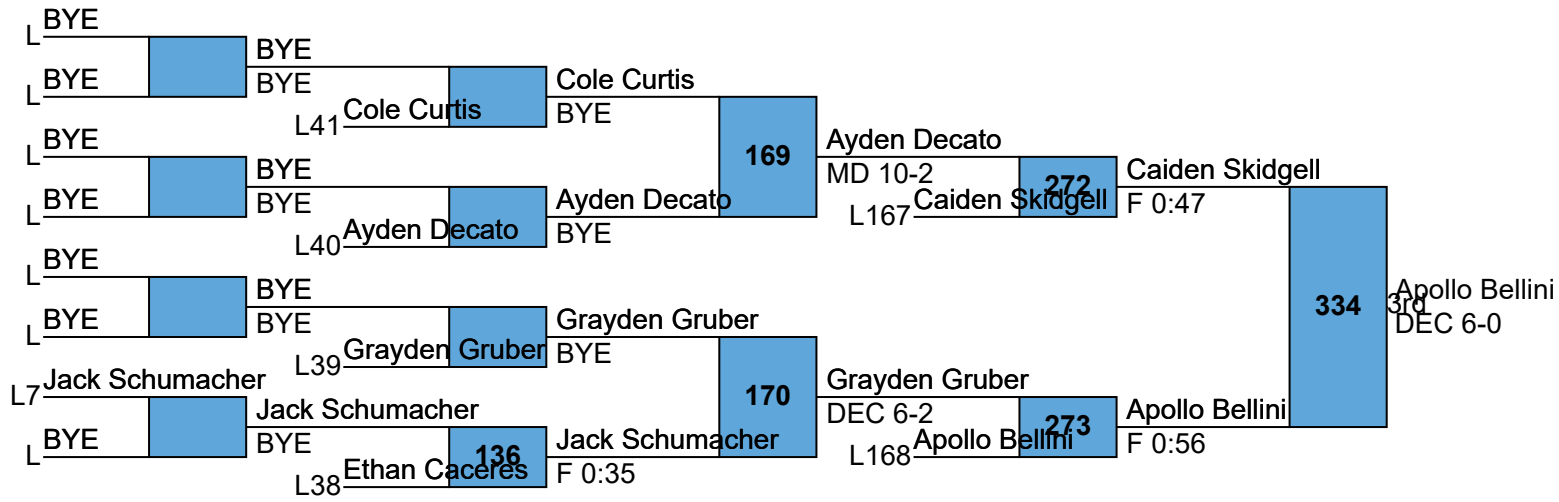 BYE
L
BYE
BYE
L
BYE
Cole Curtis
L41
Cole Curtis
BYE
BYE
L
BYE
BYE
L
BYE
Ayden Decato
L40
Ayden Decato
BYE
169
Ayden Decato
MD 10-2
L167
Caiden Skidgell
272
Caiden Skidgell
F 0:47
BYE
L
BYE
BYE
L
BYE
Grayden Gruber
L39
Grayden Gruber
BYE
L7
Jack Schumacher
Jack Schumacher
BYE
L
BYE
136
Jack Schumacher
L38
Ethan Caceres
F 0:35
170
Grayden Gruber
DEC 6-2
L168
Apollo Bellini
273
Apollo Bellini
F 0:56
334
3rd
Apollo Bellini
DEC 6-0